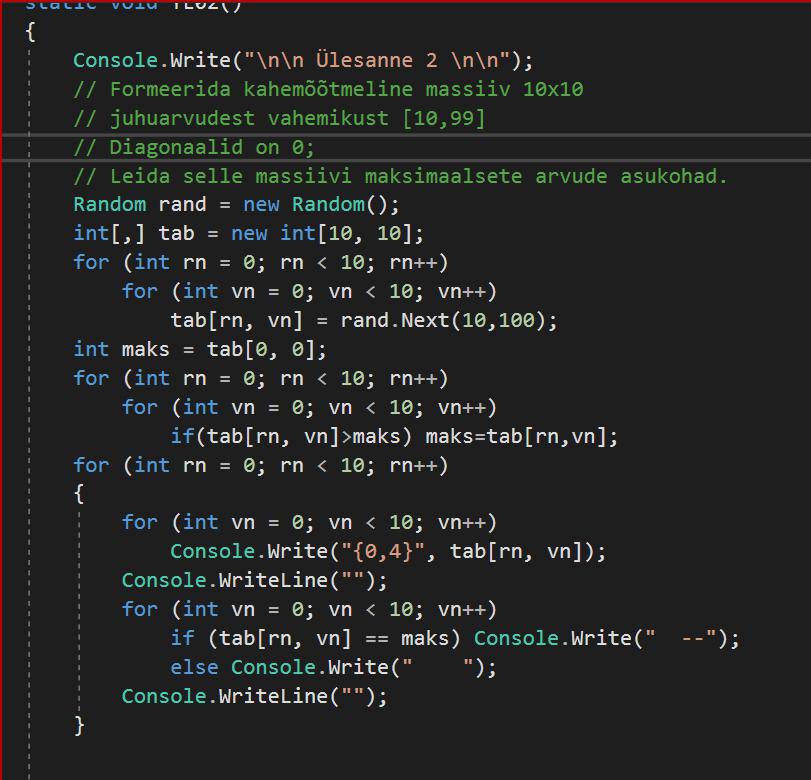 static void YL02()
{
Console.Write("\n\n Ülesanne 2 \n\n");
// Formeerida kahemõõtmeline massiiv 10x10
// juhuarvudest vahemikust [10,99]
// Diagonaalid on 0;
// Leida selle massiivi maksimaalsete arvude asukohad.
Random rand = new Random();
int[,] tab = new int[10, 10];
for (int rn = 0; rn < 10; rn++)
for (int vn = 0; vn < 10; vn++)
tab[rn, vn] = rand.Next(10,100);
int maks = tab[0, 0];
for (int rn = 0; rn < 10; rn++)
for (int vn = 0; vn < 10; vn++)
if(tab[rn, vn]>maks) maks=tab[rn,vn];
for (int rn = 0; rn < 10; rn++)
{
for (int vn = 0; vn < 10; vn++)
Console.Write("{0,4}", tab[rn, vn]);
Console.WriteLine("");
for (int vn = 0; vn < 10; vn++)
if (tab[rn, vn] == maks) Console.Write("  --");
else Console.Write("    ");
Console.WriteLine("");
}